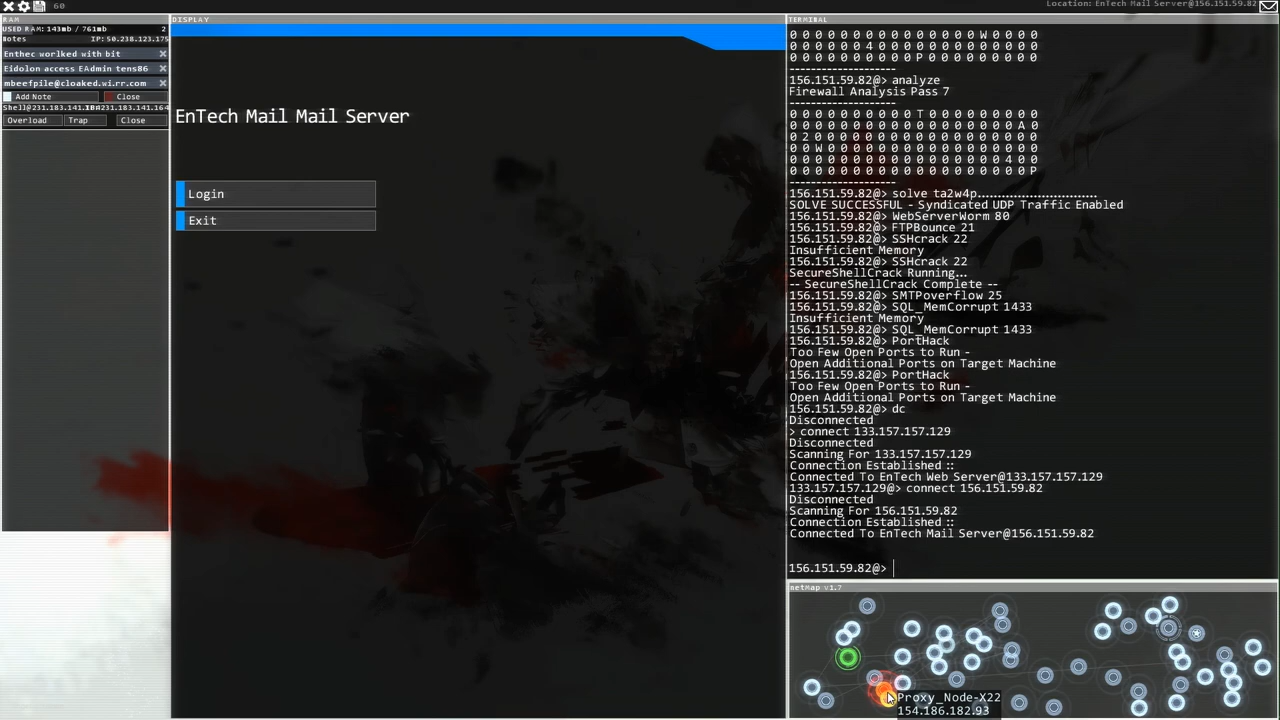 60
Location: EnTech Mail Server@156.151.59.82
RAM
USED RAM: 143mb / 761mb 2
Notes IP: 50.238.123.175
Enthec worlked with bit
Eidolon access EAdmin tens86
mbeefpile@cloaked.wi.rr.com
Add Note Close
Overload Trap Close
DISPLAY
EnTech Mail Mail Server
Login
Exit
TERMINAL
0 0 0 0 0 0 0 0 0 0 0 0 0 0 0 W 0 0 0 0
0 0 0 0 0 0 4 0 0 0 0 0 0 0 0 0 0 0 0 0
0 0 0 0 0 0 0 0 0 0 P 0 0 0 0 0 0 0 0 0
--------------------
156.151.59.82@> analyze
Firewall Analysis Pass 7
--------------------
0 0 0 0 0 0 0 0 0 0 T 0 0 0 0 0 0 0 0 0
0 0 0 0 0 0 0 0 0 0 0 0 0 0 0 0 0 0 A 0
0 2 0 0 0 0 0 0 0 0 0 0 0 0 0 0 0 0 0 0
0 0 W 0 0 0 0 0 0 0 0 0 0 0 0 0 0 0 0 0
0 0 0 0 0 0 0 0 0 0 0 0 0 0 0 0 0 4 0 0
0 0 0 0 0 0 0 0 0 0 0 0 0 0 0 0 0 0 0 P
--------------------
156.151.59.82@> solve ta2w4p..............................
SOLVE SUCCESSFUL - Syndicated UDP Traffic Enabled
156.151.59.82@> WebServerWorm 80
156.151.59.82@> FTPBounce 21
156.151.59.82@> SSHcrack 22
Insufficient Memory
156.151.59.82@> SSHcrack 22
SecureShellCrack Running...
-- SecureShellCrack Complete --
156.151.59.82@> SMTPoverflow 25
156.151.59.82@> SQL_MemCorrupt 1433
Insufficient Memory
156.151.59.82@> SQL_MemCorrupt 1433
156.151.59.82@> PortHack
Too Few Open Ports to Run -
Open Additional Ports on Target Machine
156.151.59.82@> PortHack
Too Few Open Ports to Run -
Open Additional Ports on Target Machine
156.151.59.82@> dc
Disconnected
> connect 133.157.157.129
Disconnected
Scanning For 133.157.157.129
Connection Established ::
Connected To EnTech Web Server@133.157.157.129
133.157.157.129@> connect 156.151.59.82
Disconnected
Scanning For 156.151.59.82
Connection Established ::
Connected To EnTech Mail Server@156.151.59.82
156.151.59.82@>
netMap v1.7
Proxy_Node-X22
154.186.182.93